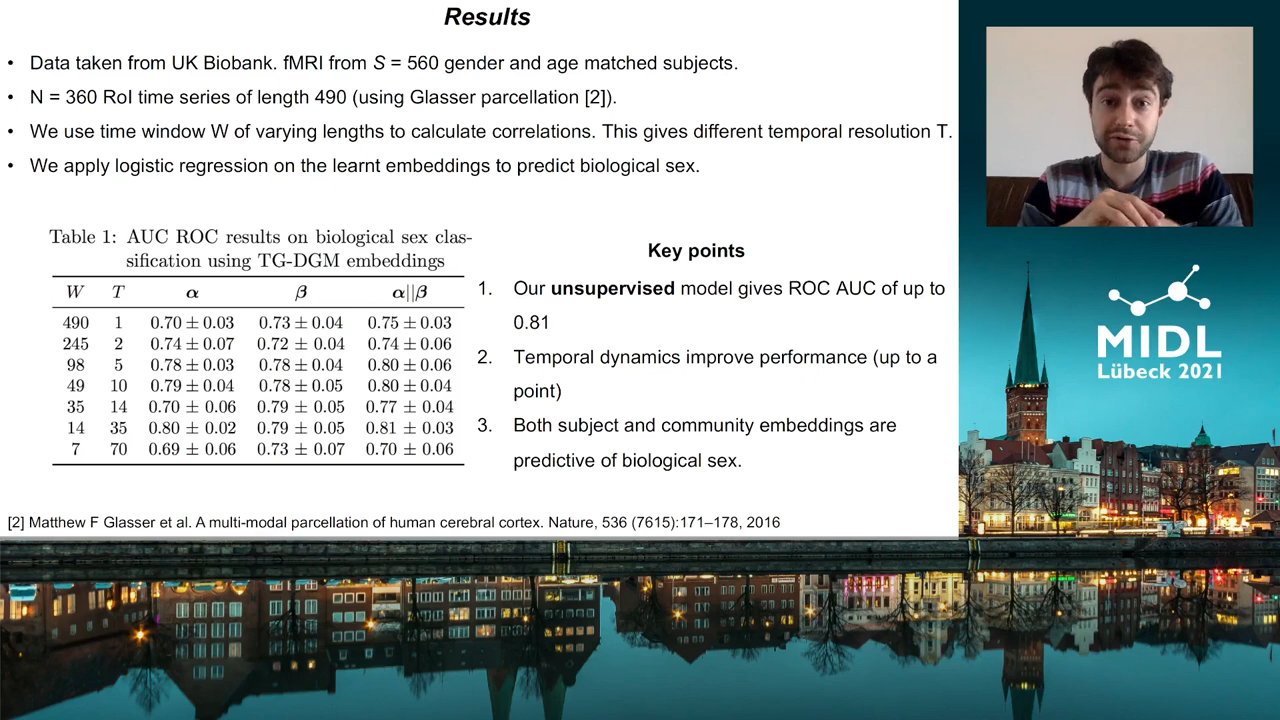 Results
• Data taken from UK Biobank. fMRI from S = 560 gender and age matched subjects.
• N = 360 RoI time series of length 490 (using Glasser parcellation [2]).
• We use time window W of varying lengths to calculate correlations. This gives different temporal resolution T.
• We apply logistic regression on the learnt embeddings to predict biological sex.
Table 1: AUC ROC results on biological sex clas-
sification using TG-DGM embeddings
W T α β α||β
490 1 0.70 ± 0.03 0.73 ± 0.04 0.75 ± 0.03
245 2 0.74 ± 0.07 0.72 ± 0.04 0.74 ± 0.06
98 5 0.78 ± 0.03 0.78 ± 0.04 0.80 ± 0.06
49 10 0.79 ± 0.04 0.78 ± 0.05 0.80 ± 0.04
35 14 0.70 ± 0.06 0.79 ± 0.05 0.77 ± 0.04
14 35 0.80 ± 0.02 0.79 ± 0.05 0.81 ± 0.03
7 70 0.69 ± 0.06 0.73 ± 0.07 0.70 ± 0.06
Key points
1. Our unsupervised model gives ROC AUC of up to
0.81
2. Temporal dynamics improve performance (up to a
point)
3. Both subject and community embeddings are
predictive of biological sex.
[2] Matthew F Glasser et al. A multi-modal parcellation of human cerebral cortex. Nature, 536 (7615):171–178, 2016
MIDL
Lübeck 2021